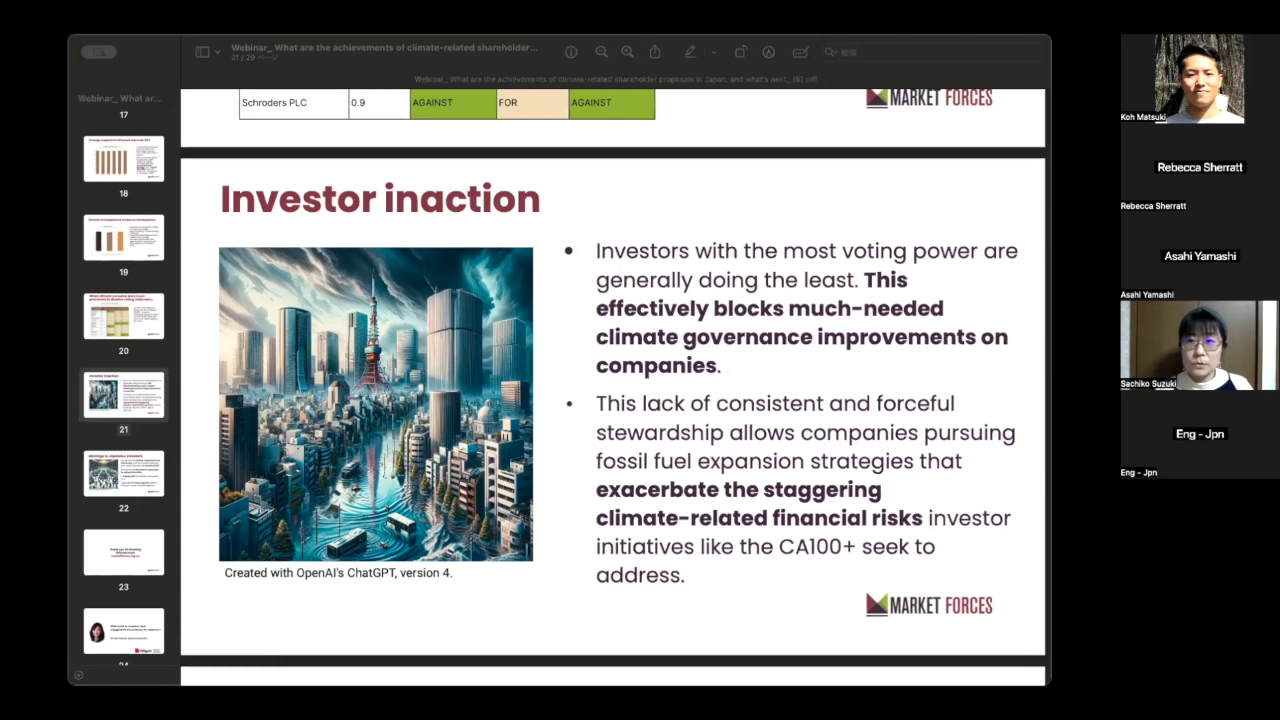 Webinar_ What are the achievements of climate-related shareholder...
21 / 29 ページ
検索
Webinar_ What are the achievements of climate-related shareholder proposals in Japan, and what's next_ (6).pdf
Webinar_ What ar...
17
18
19
20
21
22
23
24
Schroders PLC 0.9 AGAINST FOR AGAINST
MARKET FORCES
Investor inaction
• Investors with the most voting power are
generally doing the least. This
effectively blocks much-needed
climate governance improvements on
companies.
• This lack of consistent and forceful
stewardship allows companies pursuing
fossil fuel expansion strategies that
exacerbate the staggering
climate-related financial risks investor
initiatives like the CA100+ seek to
address.
Created with OpenAI's ChatGPT, version 4.
MARKET FORCES
Koh Matsuki
Rebecca Sherratt
Rebecca Sherratt
Asahi Yamashi
Asahi Yamashi
Sachiko Suzuki
Eng - Jpn
Eng - Jpn